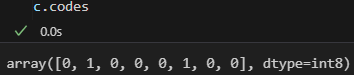 c.codes
✓ 0.0s
array([0, 1, 0, 0, 0, 1, 0, 0], dtype=int8)